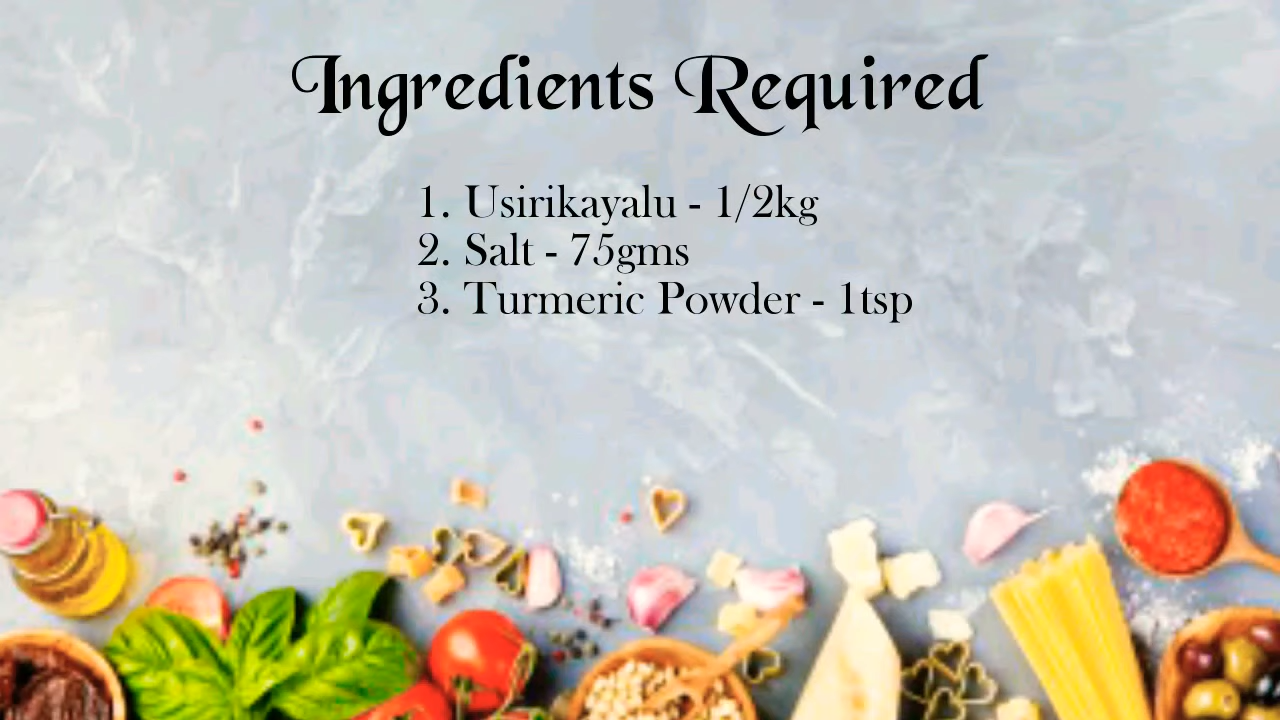 Ingredients Required
1. Usirikayalu - 1/2kg
2. Salt - 75gms
3. Turmeric Powder - 1tsp